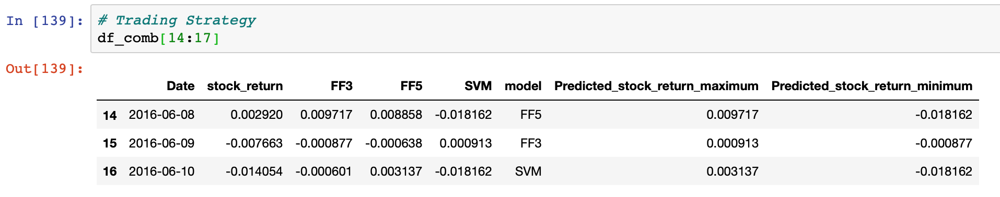 In [139]: # Trading Strategy
df_comb[14:17]
Out[139]:
Date stock_return FF3 FF5 SVM model Predicted_stock_return_maximum Predicted_stock_return_minimum
14 2016-06-08 0.002920 0.009717 0.008858 -0.018162 FF5 0.009717 -0.018162
15 2016-06-09 -0.007663 -0.000877 -0.000638 0.000913 FF3 0.000913 -0.000877
16 2016-06-10 -0.014054 -0.000601 0.003137 -0.018162 SVM 0.003137 -0.018162